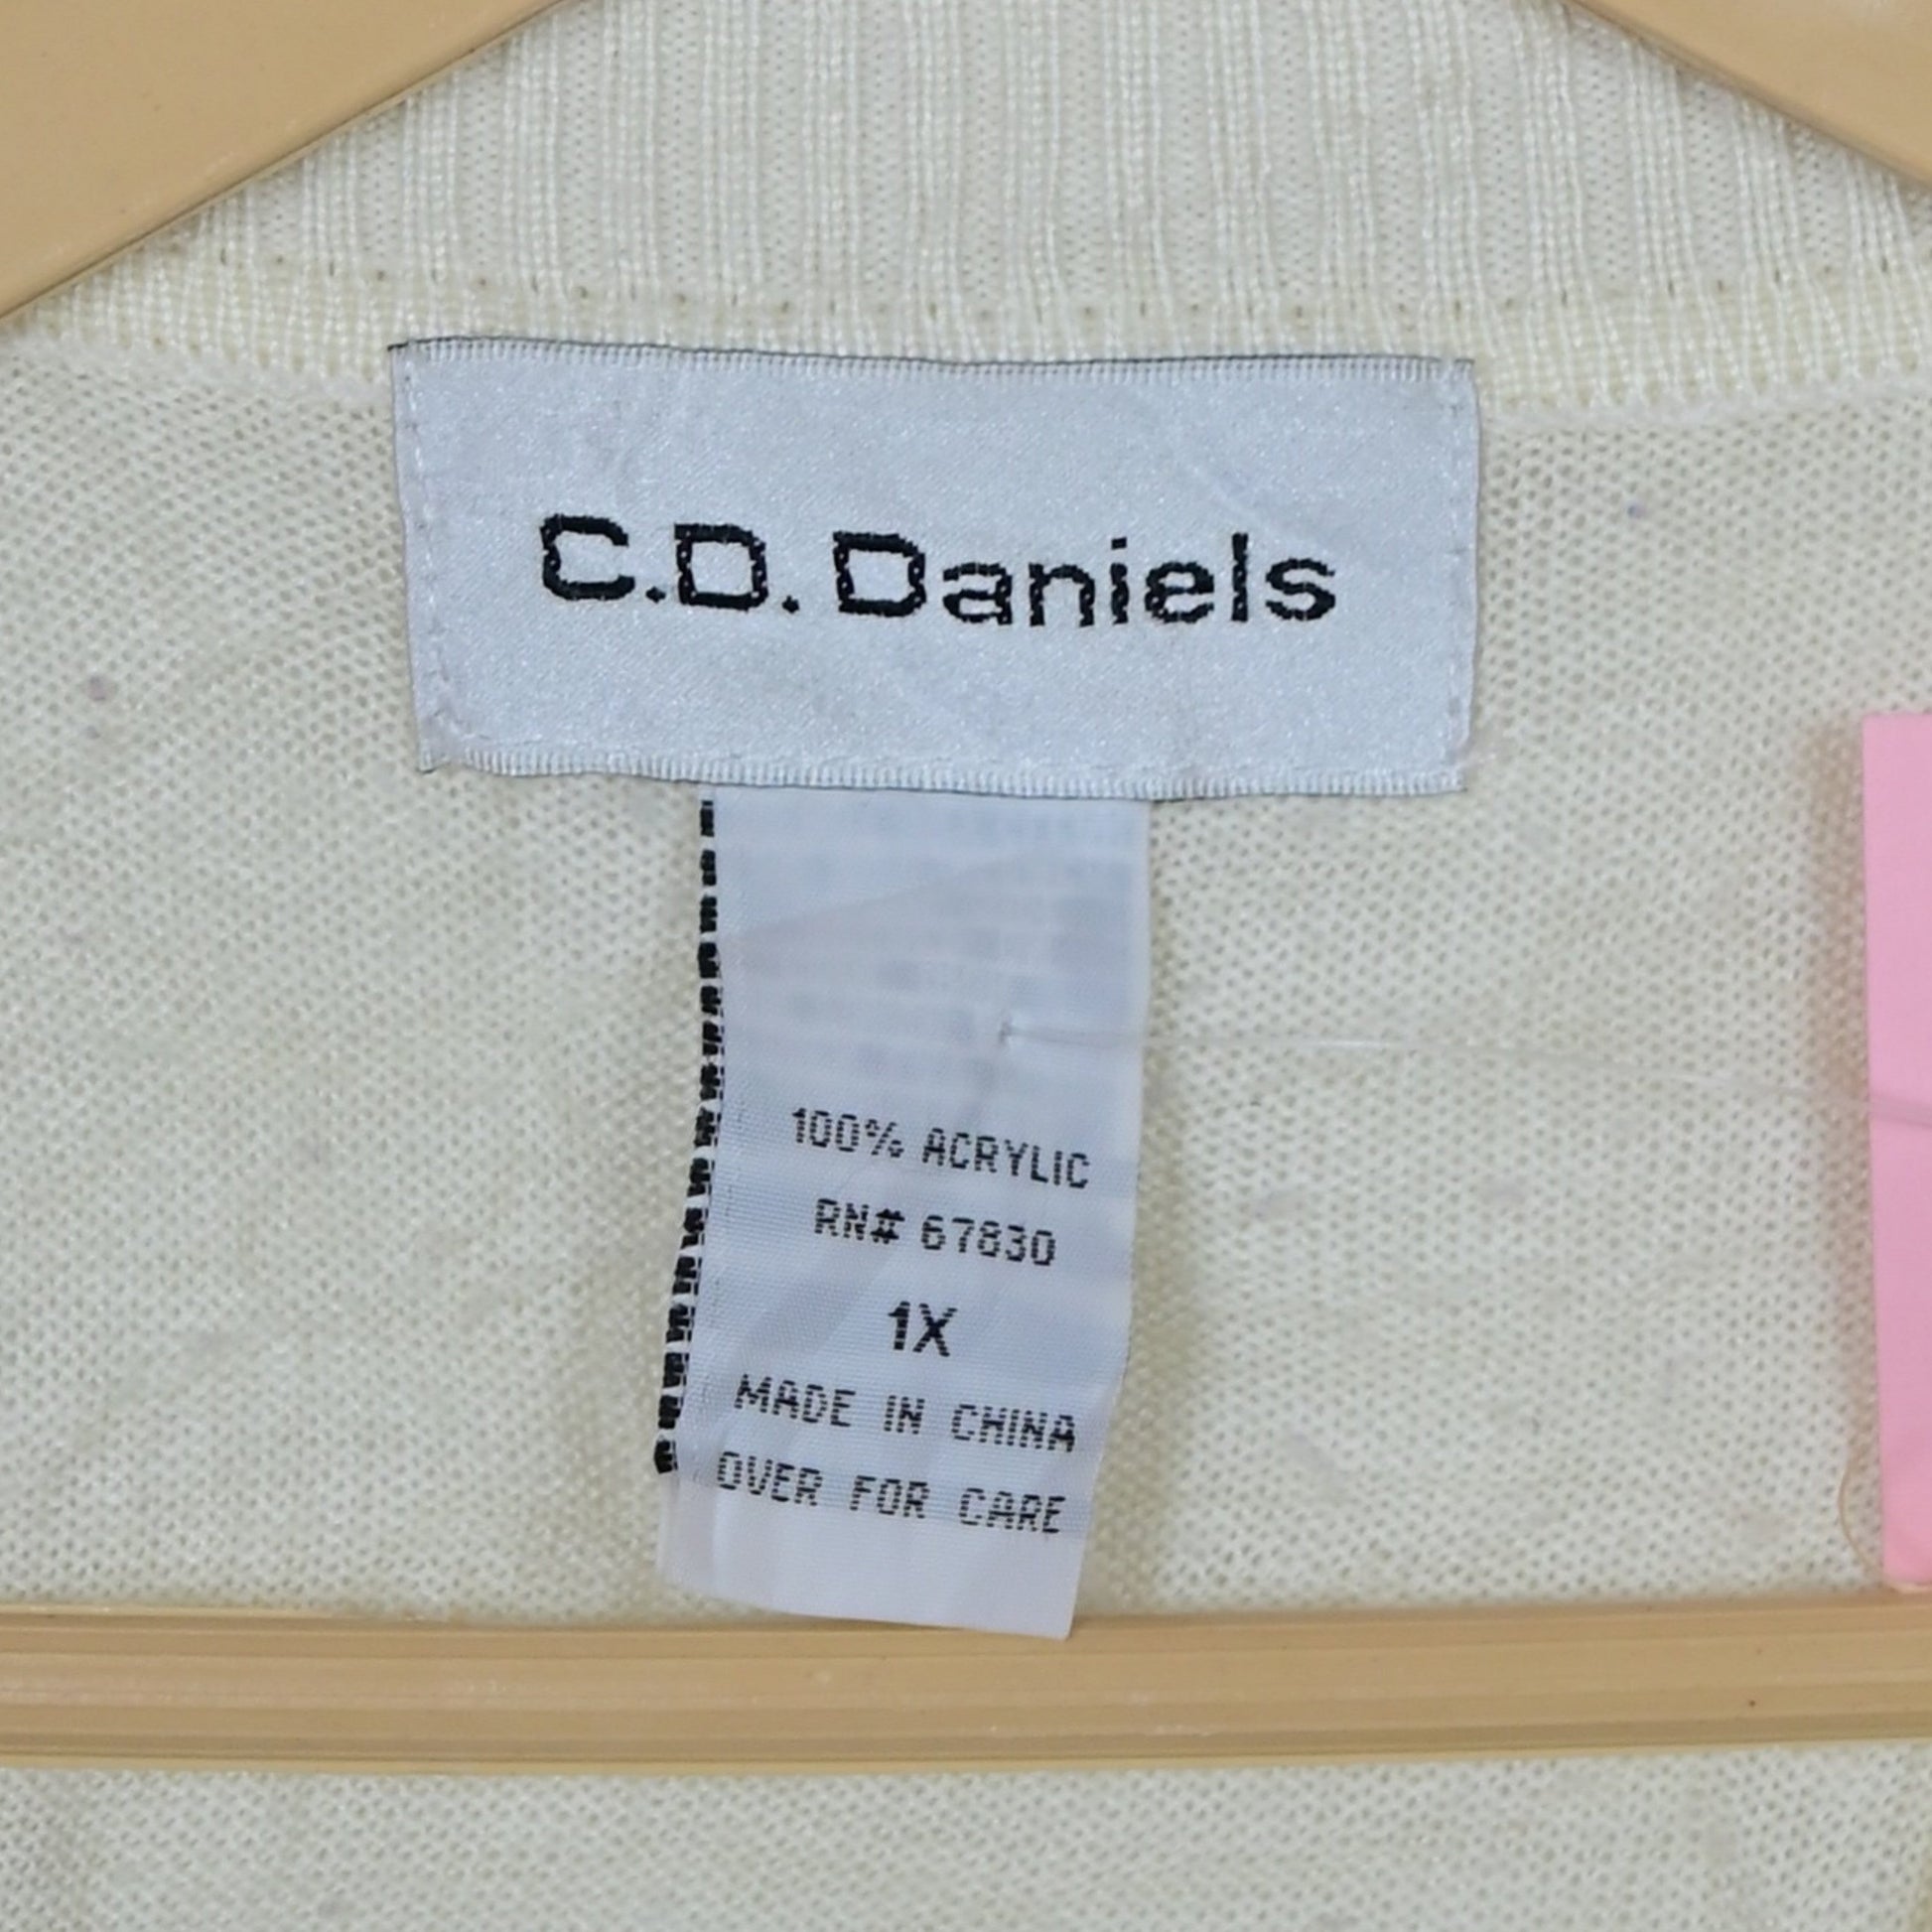 C.D. Daniels
100% ACRYLIC
RN# 67830
1X
MADE IN CHINA
OVER FOR CARE